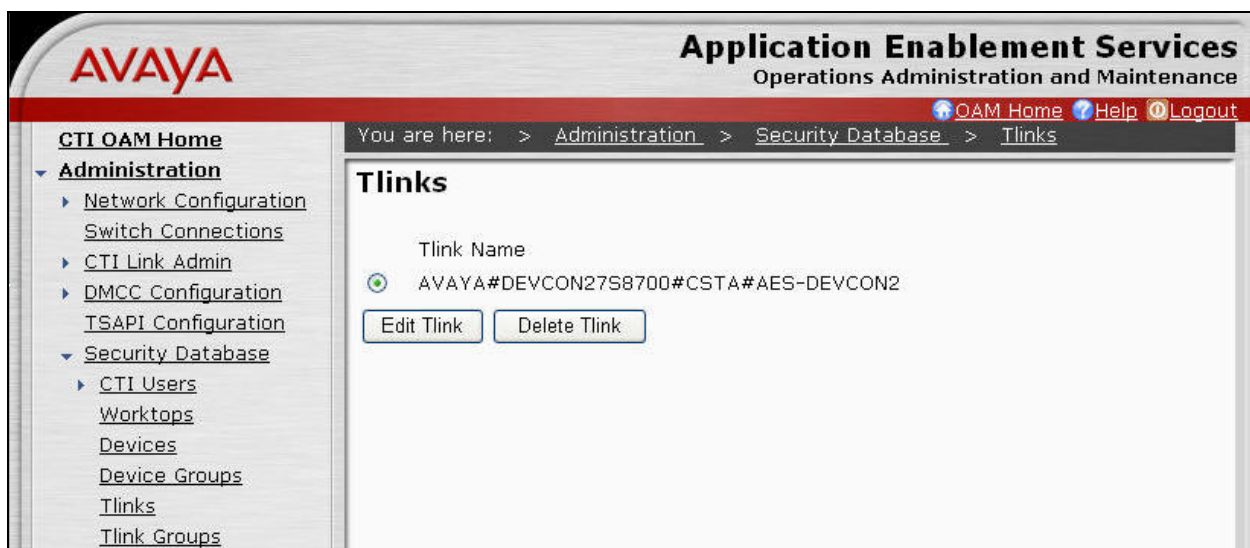 AVAYA
Application Enablement Services
Operations Administration and Maintenance
OAM Home Help Logout
CTI OAM Home
Administration
Network Configuration
Switch Connections
CTI Link Admin
DMCC Configuration
TSAPI Configuration
Security Database
CTI Users
Worktops
Devices
Device Groups
Tlinks
Tlink Groups
You are here: > Administration > Security Database > Tlinks
Tlinks
Tlink Name
AVAYA#DEVCON27S8700#CSTA#AES-DEVCON2
Edit Tlink Delete Tlink